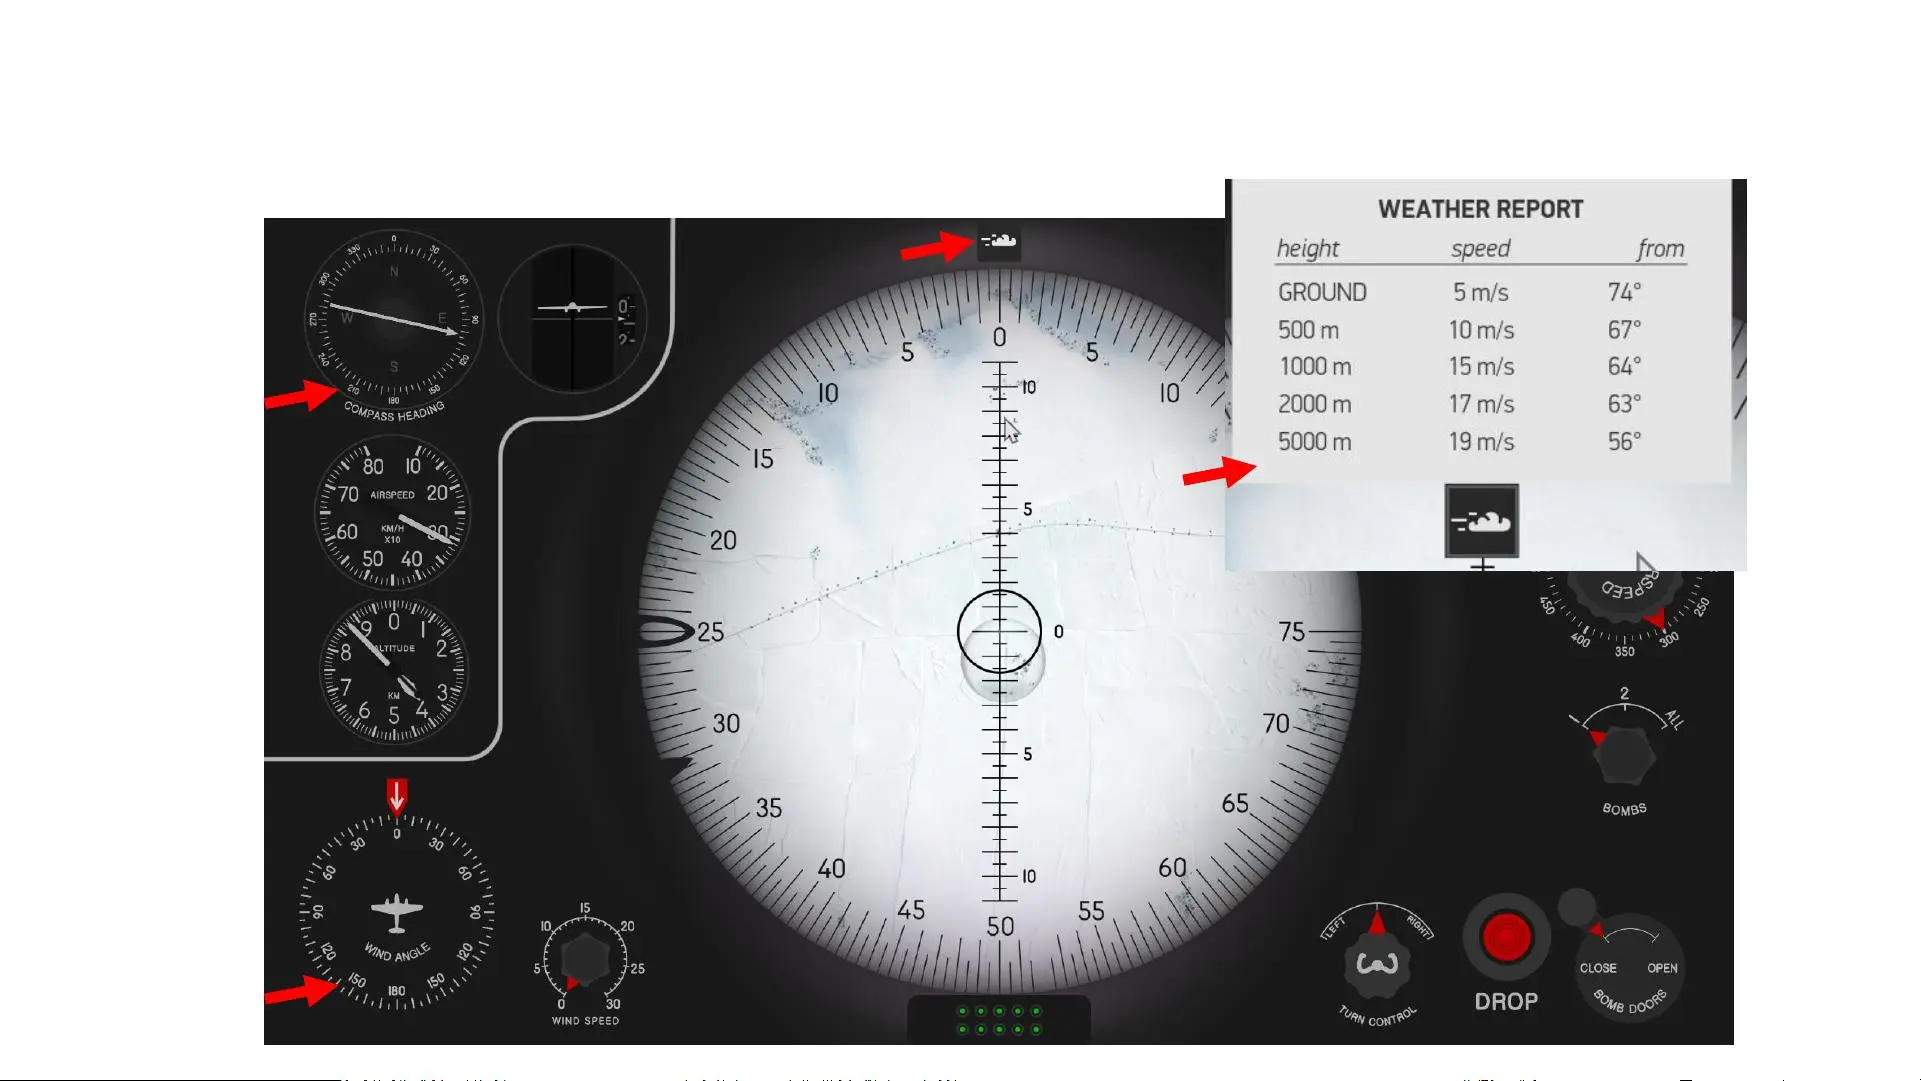 WEATHER REPORT
height speed from
GROUND 5 m/s 74°
500 m 10 m/s 67°
1000 m 15 m/s 64°
2000 m 17 m/s 63°
5000 m 19 m/s 56°
0 30 60 90 120 150 180 210 240 270 300 330
N
W E
S
COMPASS HEADING
0
2
80 10
70 AIRSPEED 20
60 KM/H 30
X10
50 40
0
9 1
8 ALTITUDE 2
7 KM 3
6 5 4
0
5 5
10 10
15
20
25 75
30 70
35 65
40 60
45 55
50
10
5
0
5
10
0
30 30
60 60
90 90
120 120
WIND ANGLE
150 150
180
15
10 20
5 25
0 30
WIND SPEED
RSPEED
450 250
400 300
350
2
ALL
BOMBS
LEFT RIGHT
TURN CONTROL
DROP
CLOSE OPEN
BOMB DOORS